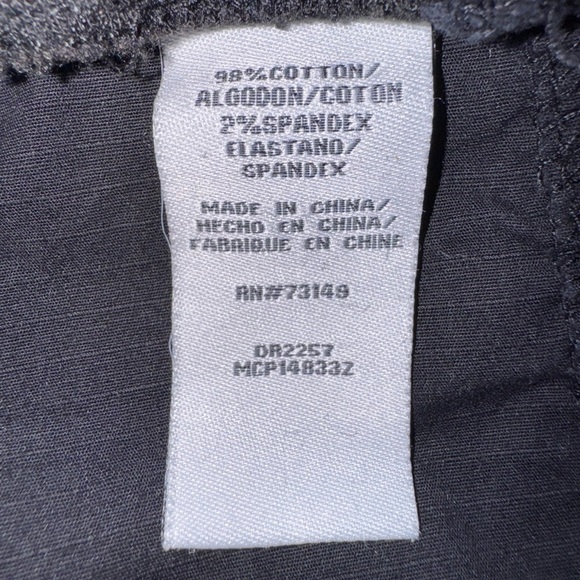 98%COTTON/
ALGODON/COTON
2%SPANDEX
ELASTANO/
SPANDEX
MADE IN CHINA/
HECHO EN CHINA/
FABRIQUE EN CHINE
RN#73149
DR2257
MCP14833Z